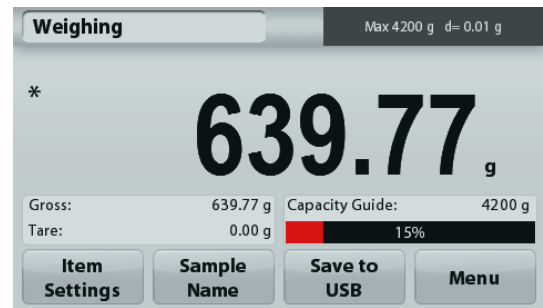 Weighing
Max 4200 g d= 0.01 g
*
639.77 g
Gross: 639.77 g
Tare: 0.00 g
Capacity Guide: 4200 g
15%
Item Settings
Sample Name
Save to USB
Menu